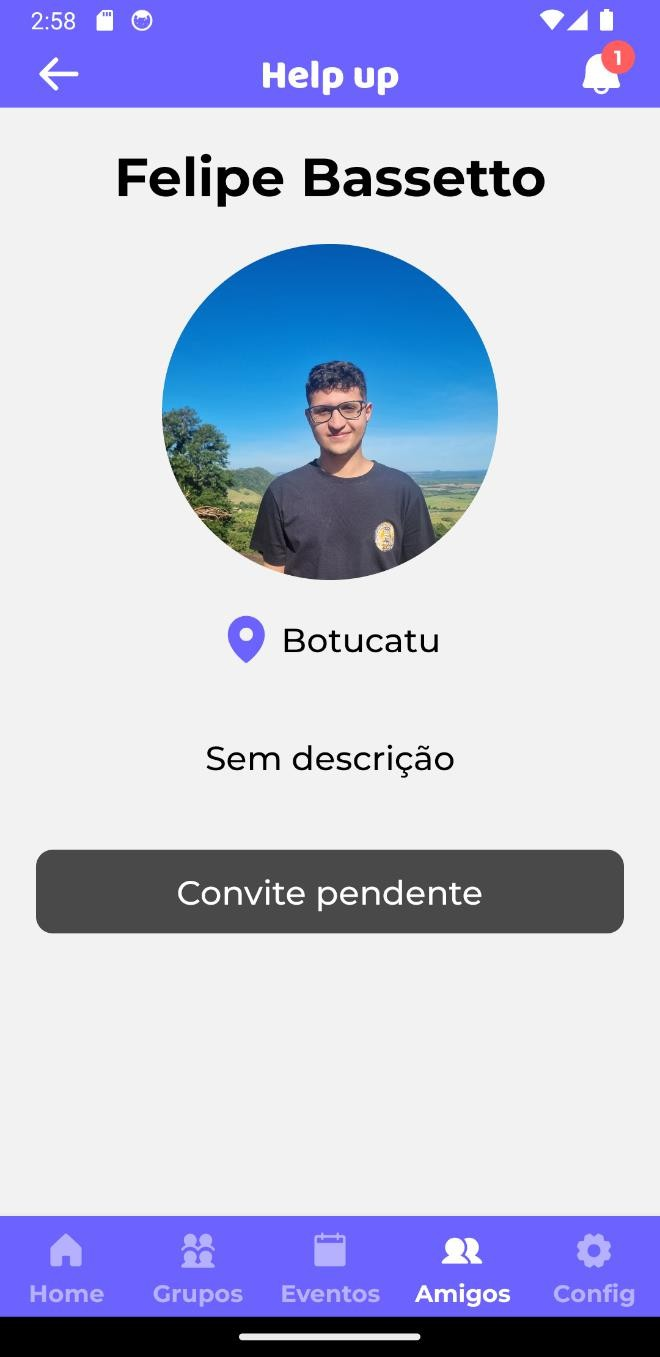 2:58
Help up
1
Felipe Bassetto
Botucatu
Sem descrição
Convite pendente
Home Grupos Eventos Amigos Config